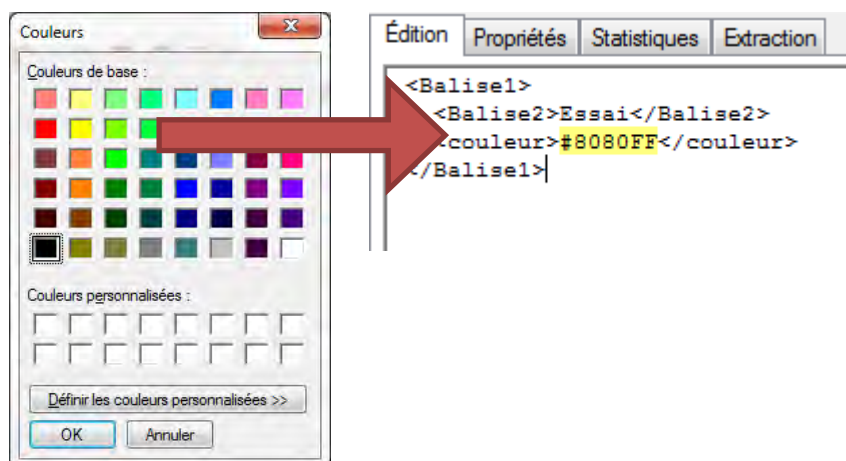 Couleurs
Couleurs de base :
Couleurs personnalisées :
Définir les couleurs personnalisées >>
OK
Annuler
Édition
Propriétés
Statistiques
Extraction
<Balise1>
<Balise2>Essai</Balise2>
couleur>#8080FF</couleur>
</Balise1>